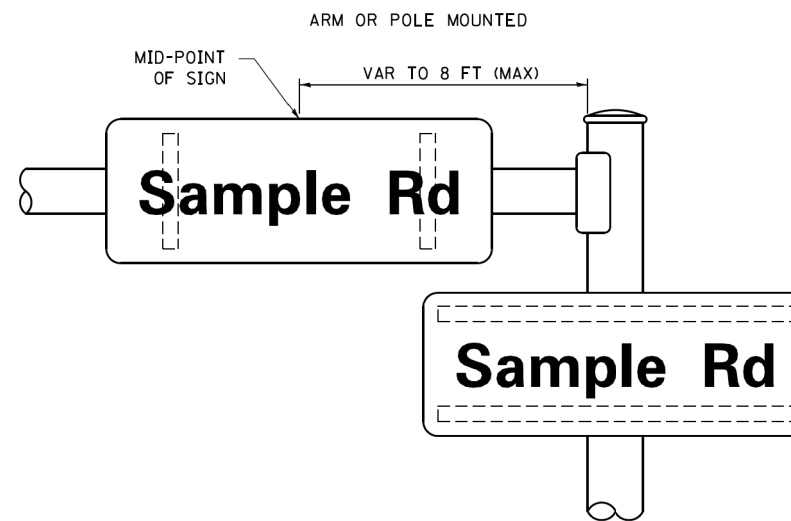 ARM OR POLE MOUNTED
MID-POINT
OF SIGN
VAR TO 8 FT (MAX)
Sample Rd
Sample Rd